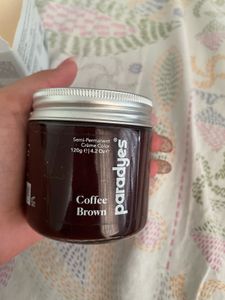 Semi-Permanent
Crème Color
120g ℮ | 4.2 Oz ℮
Coffee
Brown
paradyes®